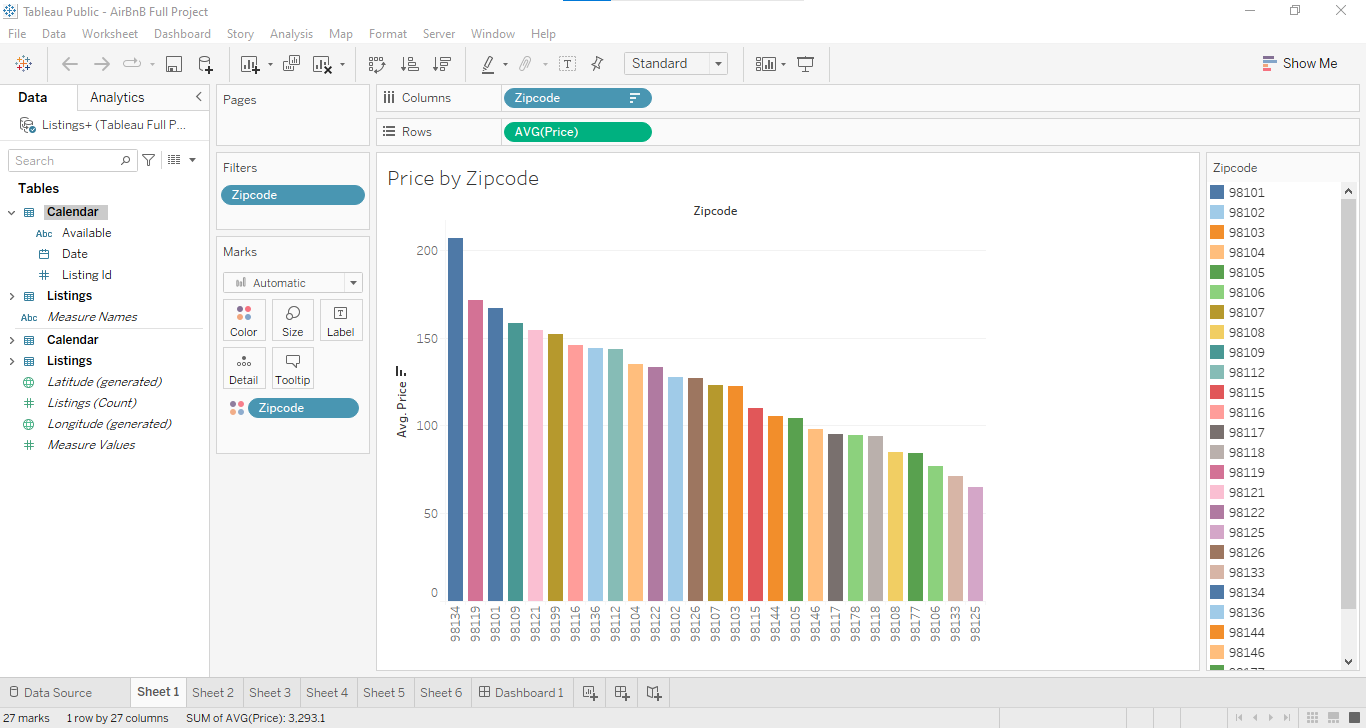 Tableau Public - AirBnB Full Project
File Data Worksheet Dashboard Story Analysis Map Format Server Window Help
Standard
Show Me
Data Analytics
Listings+ (Tableau Full P...
Search
Tables
Calendar
Abc Available
Date
Listing Id
Listings
Abc Measure Names
Calendar
Listings
Latitude (generated)
Listings (Count)
Longitude (generated)
Measure Values
Pages
Filters
Zipcode
Marks
Automatic
Color Size Label
Detail Tooltip
Zipcode
Columns Zipcode
Rows AVG(Price)
Price by Zipcode
Zipcode
Avg. Price
200
150
100
50
0
98134 98119 98101 98109 98121 98199 98116 98136 98112 98104 98122 98102 98126 98107 98103 98115 98144 98105 98146 98117 98178 98118 98108 98177 98106 98133 98125
Zipcode
98101
98102
98103
98104
98105
98106
98107
98108
98109
98112
98115
98116
98117
98118
98119
98121
98122
98125
98126
98133
98134
98136
98144
98146
98177
Data Source Sheet 1 Sheet 2 Sheet 3 Sheet 4 Sheet 5 Sheet 6 Dashboard 1
27 marks 1 row by 27 columns SUM of AVG(Price): 3,293.1